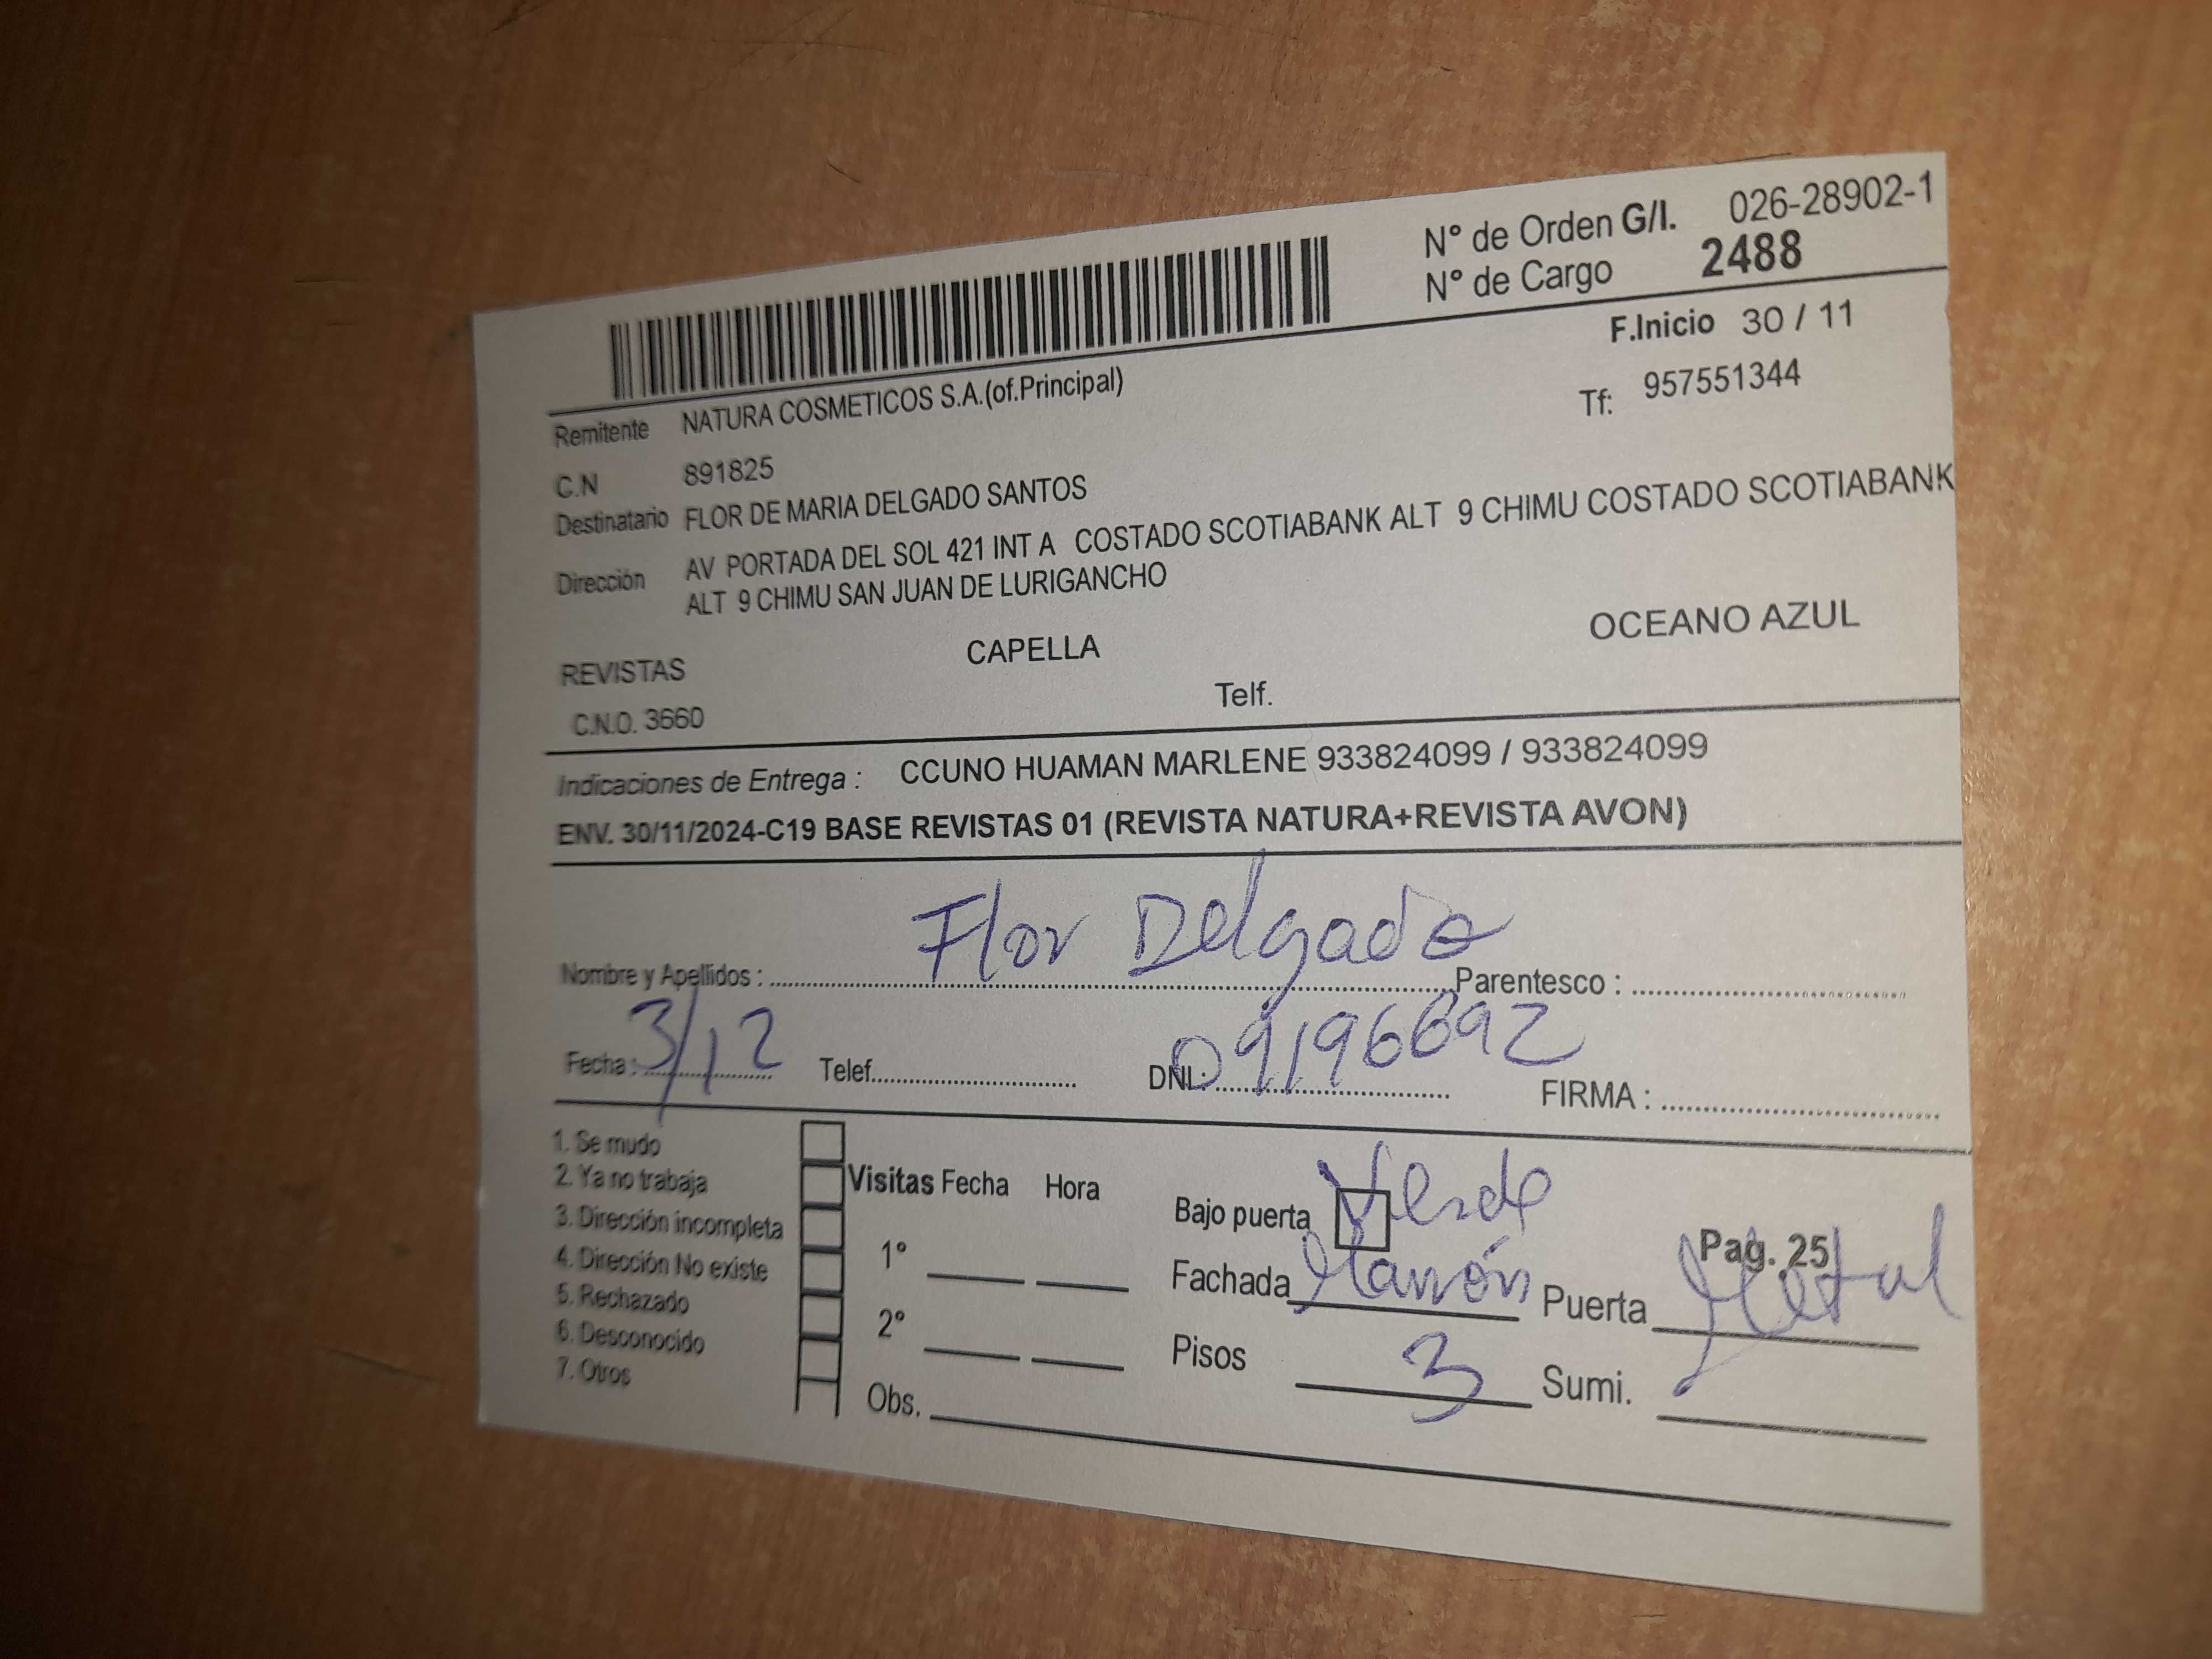 N° de Orden G/I. 026-28902-1
N° de Cargo 2488
F.Inicio 30 / 11
Remitente NATURA COSMETICOS S.A.(of.Principal)
Tf: 957551344
C.N 891825
Destinatario FLOR DE MARIA DELGADO SANTOS
Dirección AV PORTADA DEL SOL 421 INT A COSTADO SCOTIABANK ALT 9 CHIMU COSTADO SCOTIABANK
ALT 9 CHIMU SAN JUAN DE LURIGANCHO
REVISTAS CAPELLA OCEANO AZUL
C.N.O. 3660 Telf.
Indicaciones de Entrega : CCUNO HUAMAN MARLENE 933824099 / 933824099
ENV. 30/11/2024-C19 BASE REVISTAS 01 (REVISTA NATURA+REVISTA AVON)
Nombre y Apellidos : Flor Delgado Parentesco :
Fecha : 3/12 Telef. DNI: 09196692 FIRMA :
1. Se mudo
2. Ya no trabaja
3. Dirección incompleta
4. Dirección No existe
5. Rechazado
6. Desconocido
7. Otros
Visitas Fecha Hora
1°
2°
Obs.
Bajo puerta Verde
Pag. 25
Fachada Marrón Puerta Metal
Pisos 3 Sumi.